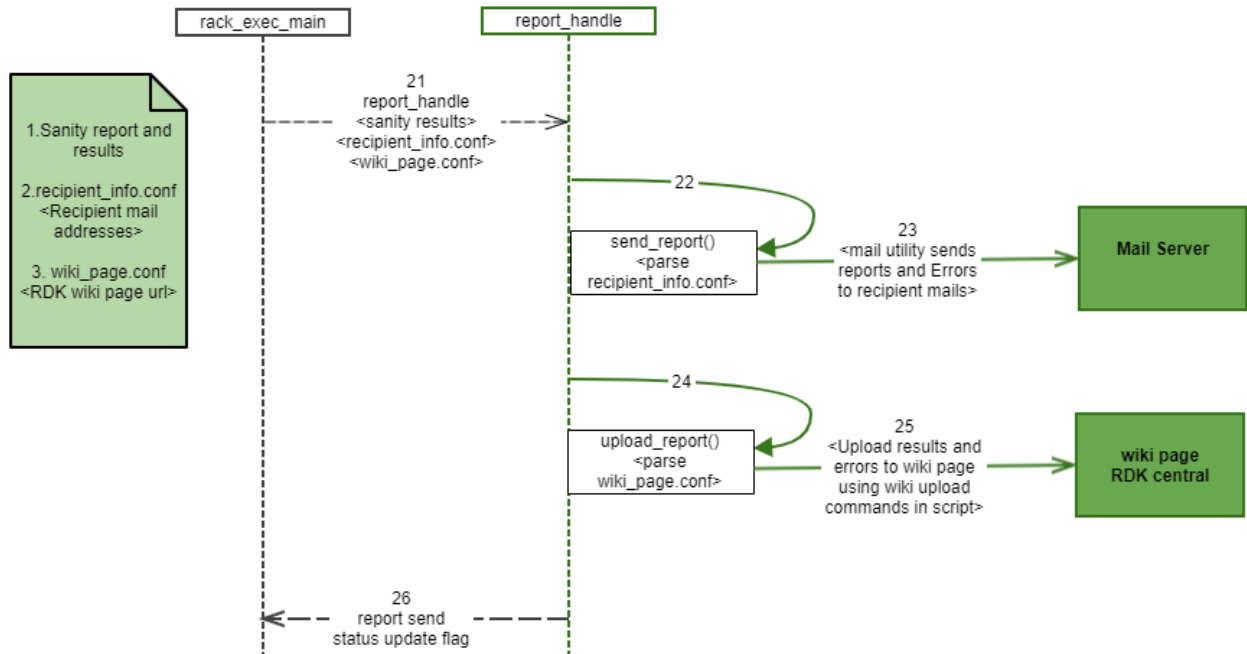 rack_exec_main
report_handle
1.Sanity report and
results
2.recipient_info.conf
<Recipient mail
addresses>
3. wiki_page.conf
<RDK wiki page url>
21
report_handle
<sanity results>
<recipient_info.conf>
<wiki_page.conf>
22
send_report()
<parse
recipient_info.conf>
23
<mail utility sends
reports and Errors
to recipient mails>
Mail Server
24
upload_report()
<parse
wiki_page.conf>
25
<Upload results and
errors to wiki page
using wiki upload
commands in script>
wiki page
RDK central
26
report send
status update flag